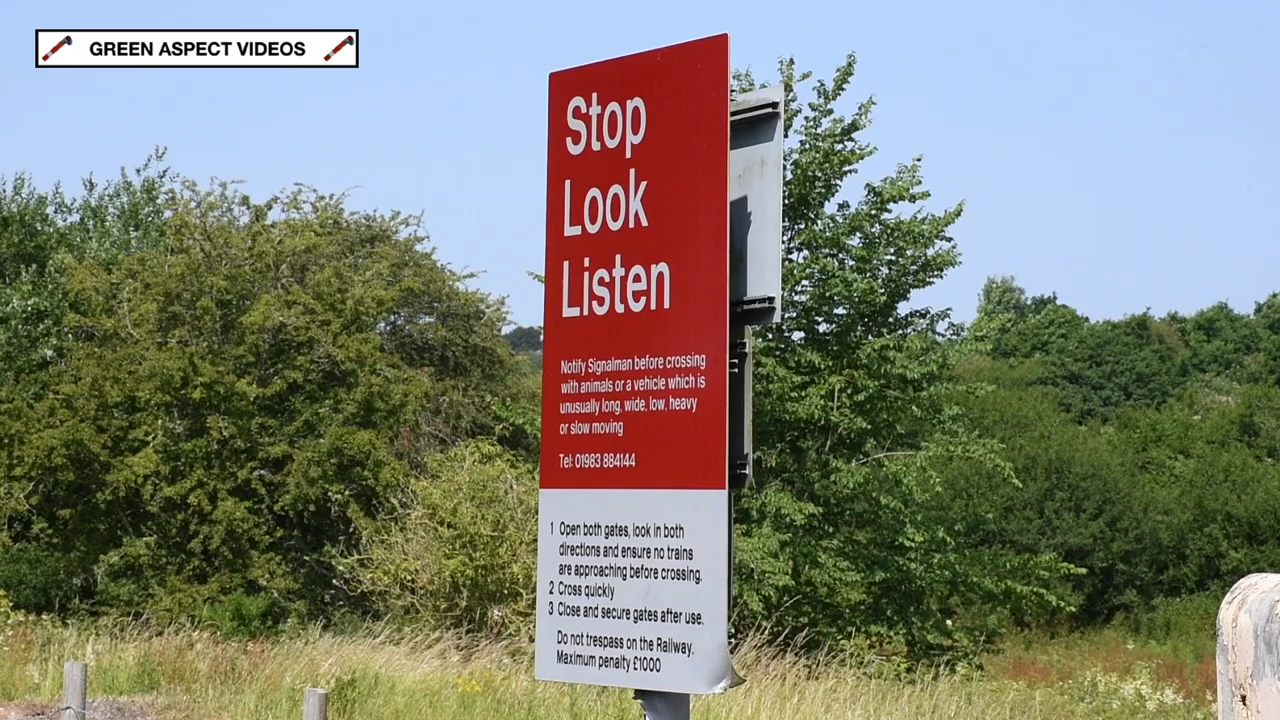 GREEN ASPECT VIDEOS
Stop
Look
Listen
Notify Signalman before crossing
with animals or a vehicle which is
unusually long, wide, low, heavy
or slow moving
Tel: 01983 884144
1 Open both gates, look in both
directions and ensure no trains
are approaching before crossing.
2 Cross quickly
3 Close and secure gates after use.
Do not trespass on the Railway.
Maximum penalty £1000